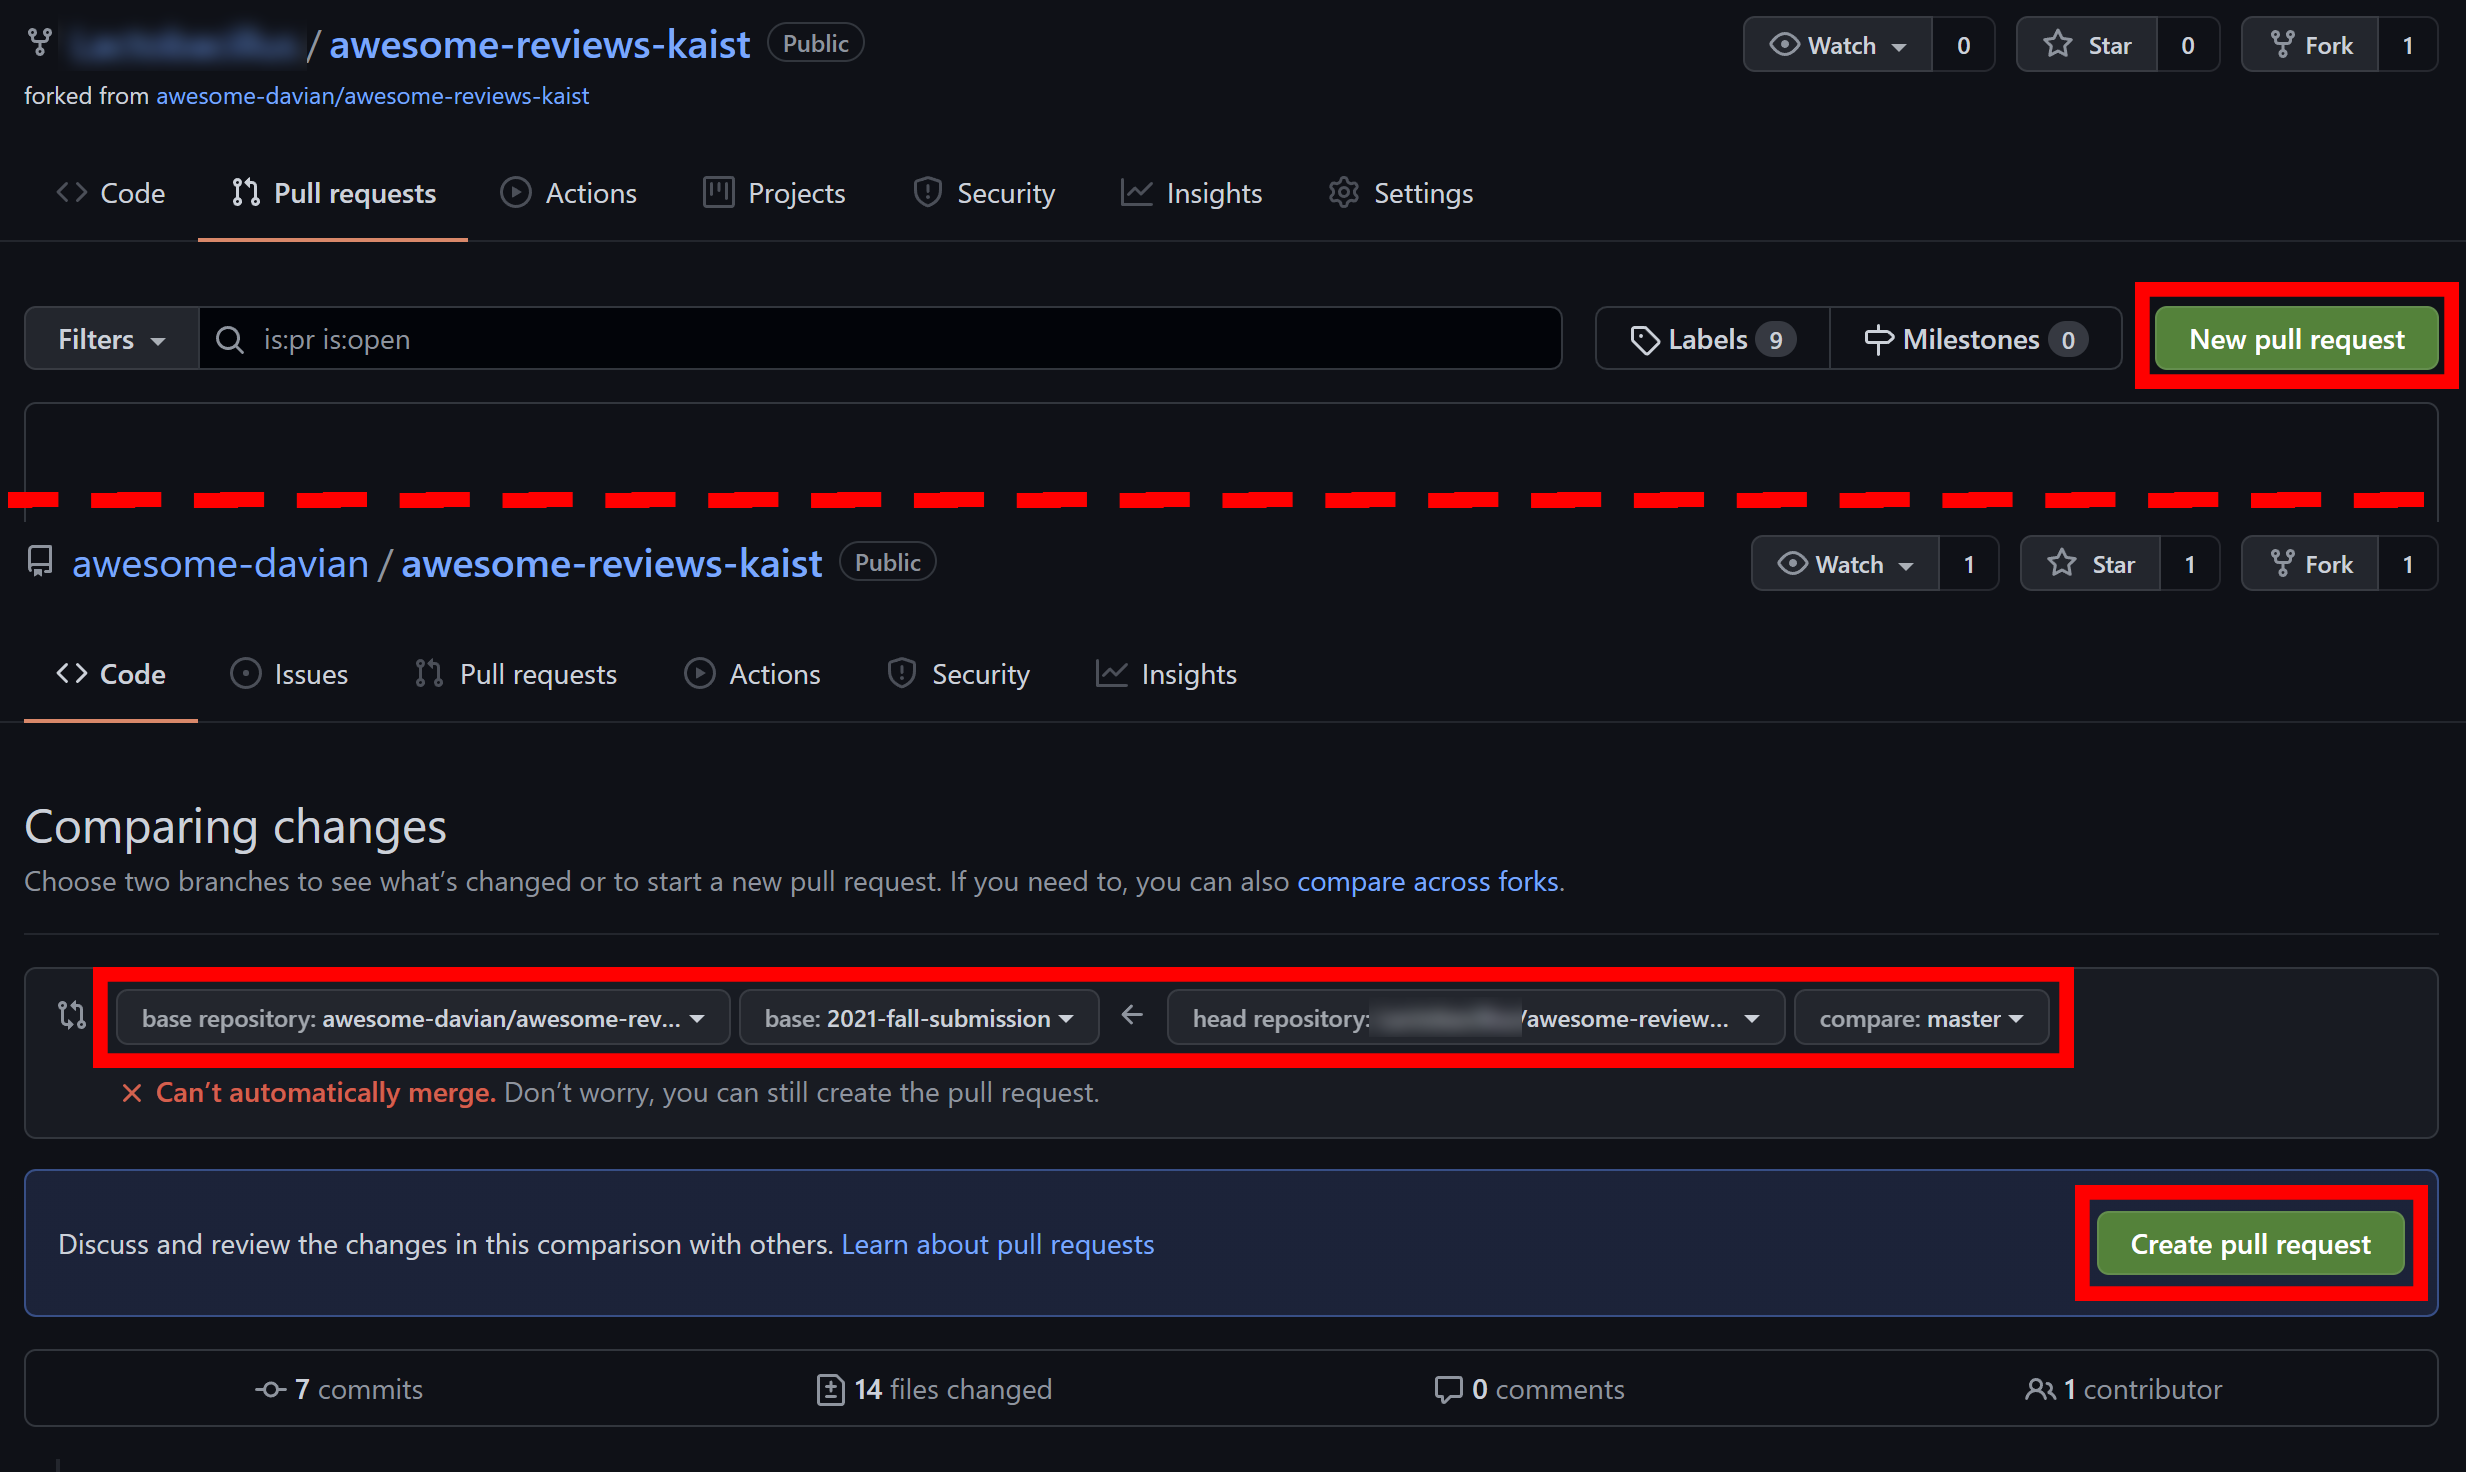 / awesome-reviews-kaist Public Watch 0 Star 0 Fork 1
forked from awesome-davian/awesome-reviews-kaist
Code Pull requests Actions Projects Security Insights Settings
Filters is:pr is:open Labels 9 Milestones 0 New pull request
awesome-davian / awesome-reviews-kaist Public Watch 1 Star 1 Fork 1
Code Issues Pull requests Actions Security Insights
Comparing changes
Choose two branches to see what’s changed or to start a new pull request. If you need to, you can also compare across forks.
base repository: awesome-davian/awesome-rev... base: 2021-fall-submission ← head repository: /awesome-review... compare: master
Can’t automatically merge. Don’t worry, you can still create the pull request.
Discuss and review the changes in this comparison with others. Learn about pull requests Create pull request
7 commits 14 files changed 0 comments 1 contributor